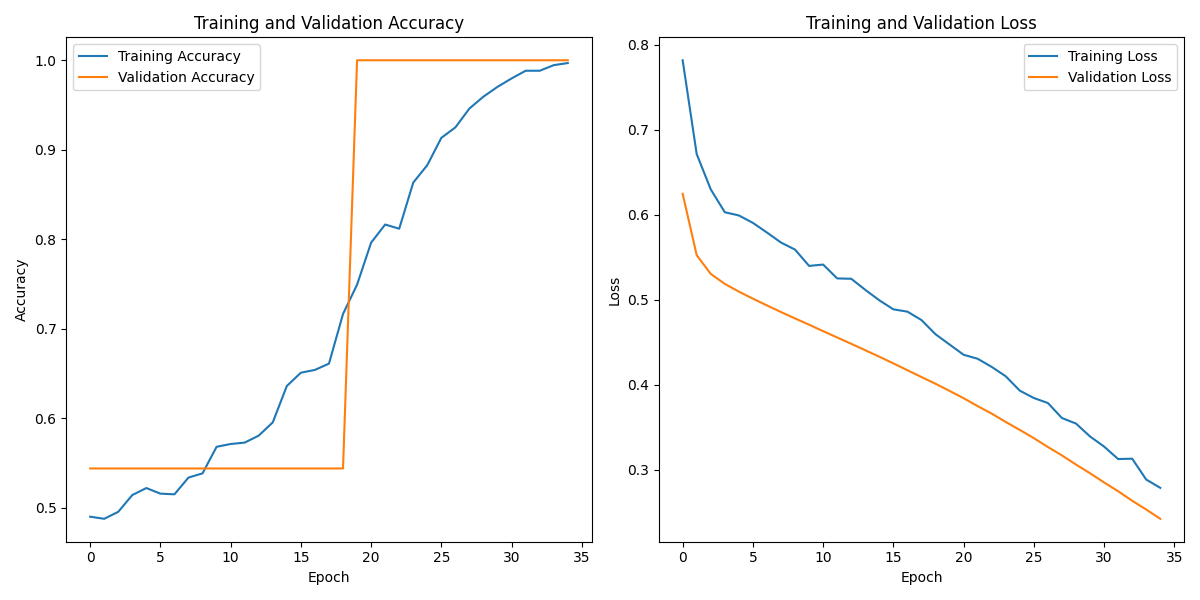 Training and Validation Accuracy
Training Accuracy
Validation Accuracy
1.0
0.9
0.8
0.7
0.6
0.5
Accuracy
0 5 10 15 20 25 30 35
Epoch
Training and Validation Loss
Training Loss
Validation Loss
0.8
0.7
0.6
0.5
0.4
0.3
Loss
0 5 10 15 20 25 30 35
Epoch